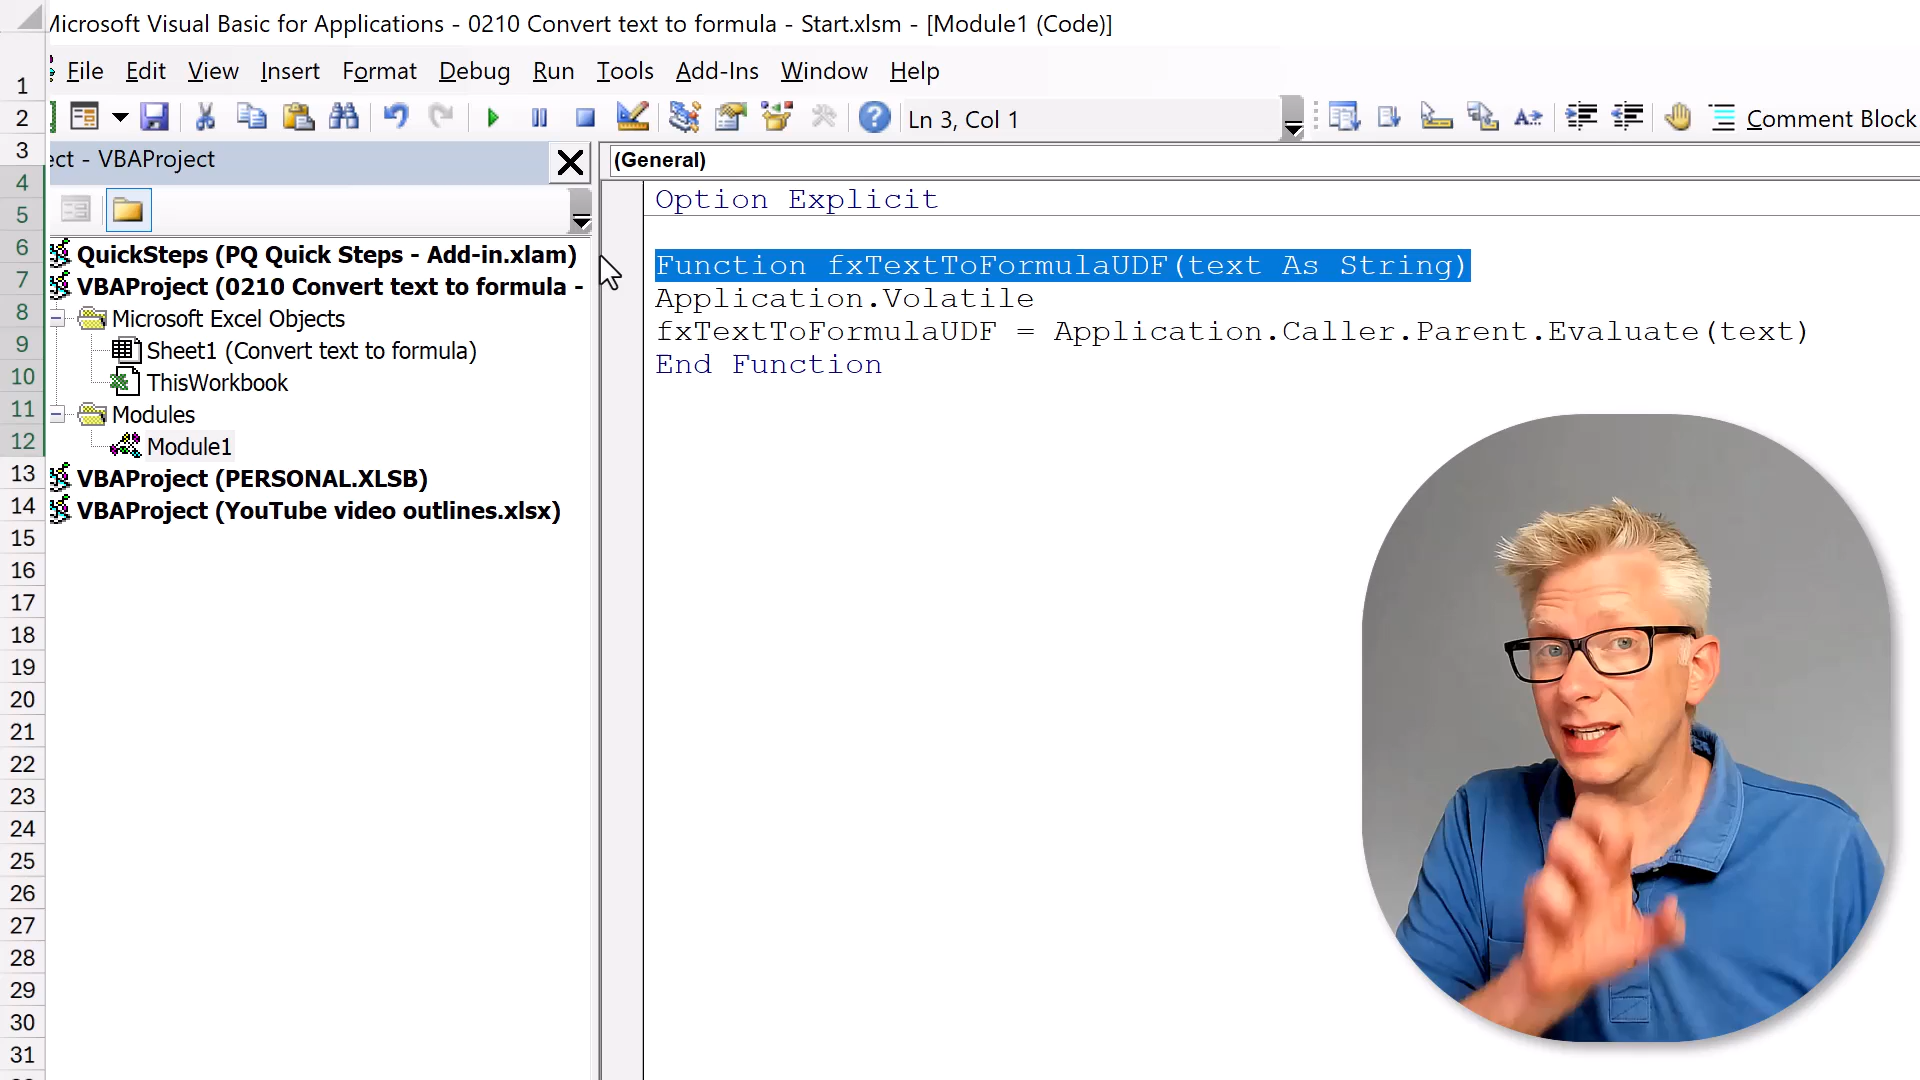 Microsoft Visual Basic for Applications - 0210 Convert text to formula - Start.xlsm - [Module1 (Code)]
File Edit View Insert Format Debug Run Tools Add-Ins Window Help
Ln 3, Col 1
Comment Block
ect - VBAProject
(General)
QuickSteps (PQ Quick Steps - Add-in.xlam)
VBAProject (0210 Convert text to formula -
Microsoft Excel Objects
Sheet1 (Convert text to formula)
ThisWorkbook
Modules
Module1
VBAProject (PERSONAL.XLSB)
VBAProject (YouTube video outlines.xlsx)
Option Explicit
Function fxTextToFormulaUDF(text As String)
Application.Volatile
fxTextToFormulaUDF = Application.Caller.Parent.Evaluate(text)
End Function
1
2
3
4
5
6
7
8
9
10
11
12
13
14
15
16
17
18
19
20
21
22
23
24
25
26
27
28
29
30
31